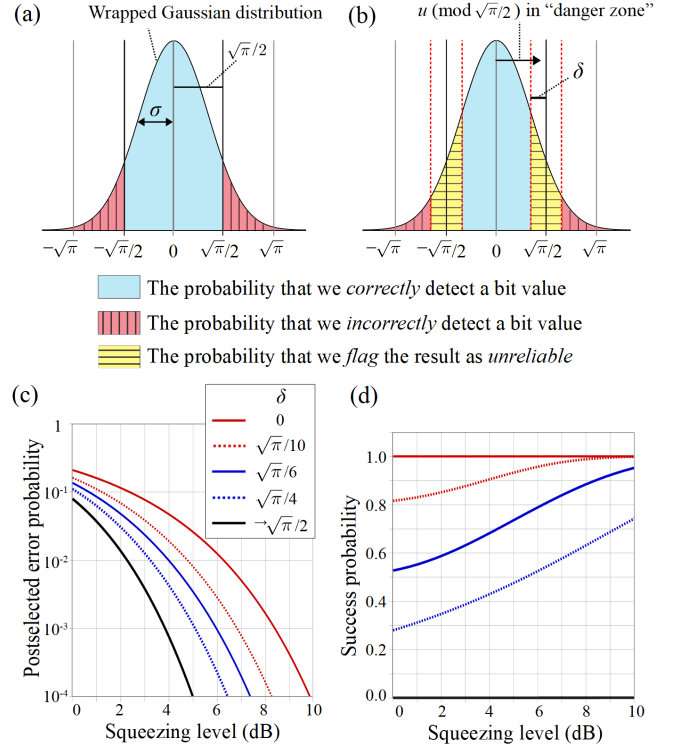 (a)
Wrapped Gaussian distribution
√π/2
σ
−√π
−√π/2
0
√π/2
√π
(b)
u (mod √π/2) in “danger zone”
δ
−√π
−√π/2
0
√π/2
√π
The probability that we correctly detect a bit value
The probability that we incorrectly detect a bit value
The probability that we flag the result as unreliable
(c)
δ
0
√π/10
√π/6
√π/4
→√π/2
Postselected error probability
1
10⁻¹
10⁻²
10⁻³
10⁻⁴
0 2 4 6 8 10
Squeezing level (dB)
(d)
Success probability
1.0
0.8
0.6
0.4
0.2
0.0
0 2 4 6 8 10
Squeezing level (dB)